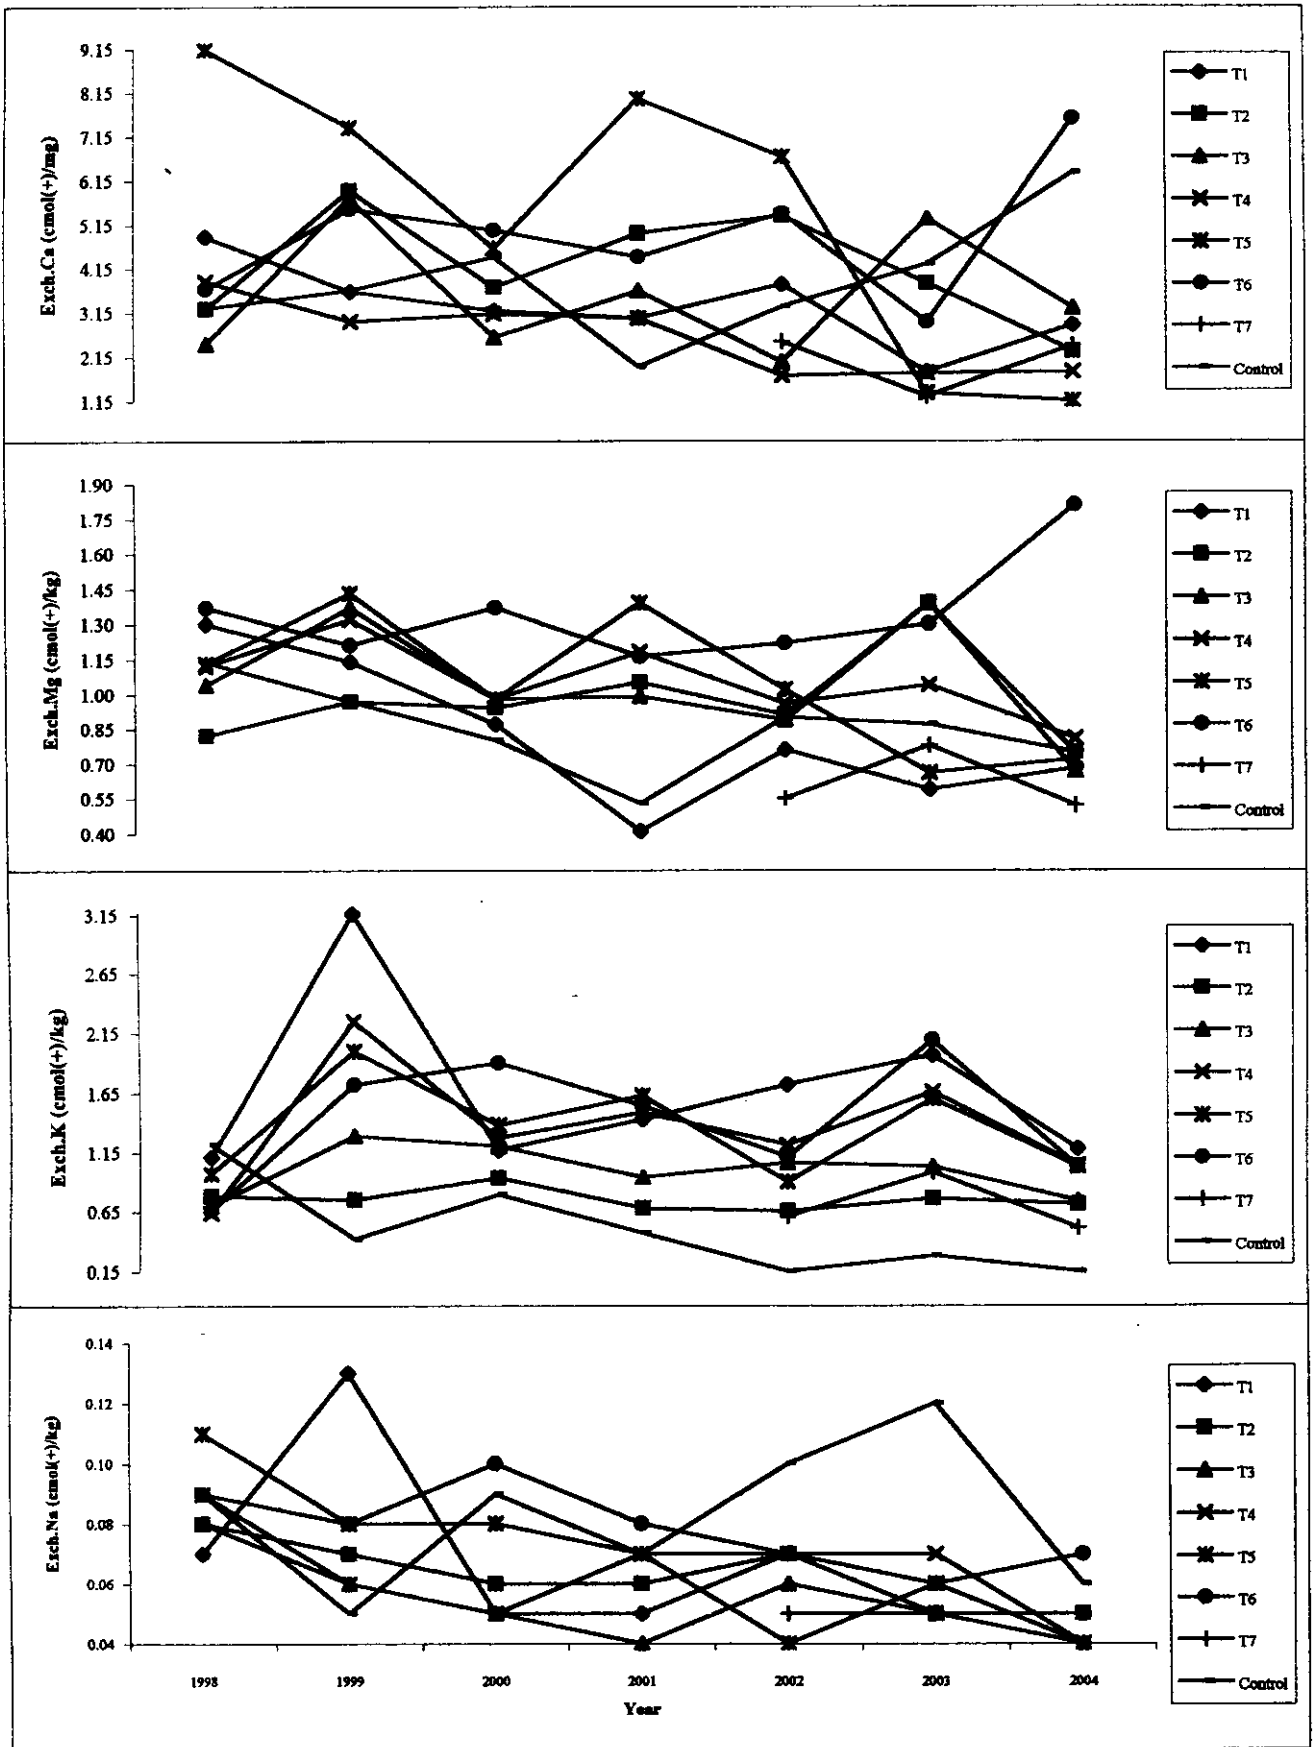 Exch.Ca (cmol(+)/mg)
9.15
8.15
7.15
6.15
5.15
4.15
3.15
2.15
1.15
T1
T2
T3
T4
T5
T6
T7
Control
Exch.Mg (cmol(+)/kg)
1.90
1.75
1.60
1.45
1.30
1.15
1.00
0.85
0.70
0.55
0.40
T1
T2
T3
T4
T5
T6
T7
Control
Exch.K (cmol(+)/kg)
3.15
2.65
2.15
1.65
1.15
0.65
0.15
T1
T2
T3
T4
T5
T6
T7
Control
Exch.Na (cmol(+)/kg)
0.14
0.12
0.10
0.08
0.06
0.04
T1
T2
T3
T4
T5
T6
T7
Control
1998 1999 2000 2001 2002 2003 2004
Year